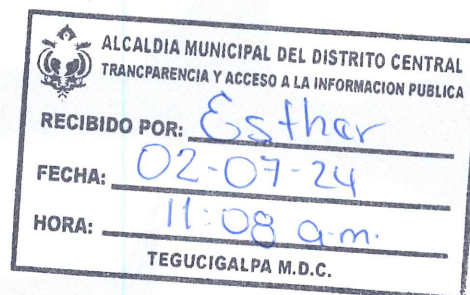 ALCALDIA MUNICIPAL DEL DISTRITO CENTRAL
TRANCPARENCIA Y ACCESO A LA INFORMACION PUBLICA
RECIBIDO POR: Esther
FECHA: 02-07-24
HORA: 11:08 a.m.
TEGUCIGALPA M.D.C.